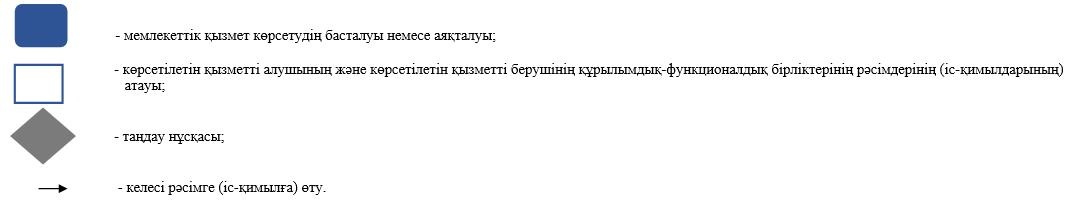 - мемлекеттік қызмет көрсетудің басталуы немесе аяқталуы;
- көрсетілетін қызметті алушының және көрсетілетін қызметті берушінің құрылымдық-функционалдық бірліктерінің рәсімдерінің (іс-қимылдарының)
атауы;
- таңдау нұсқасы;
- келесі рәсімге (іс-қимылға) өту.